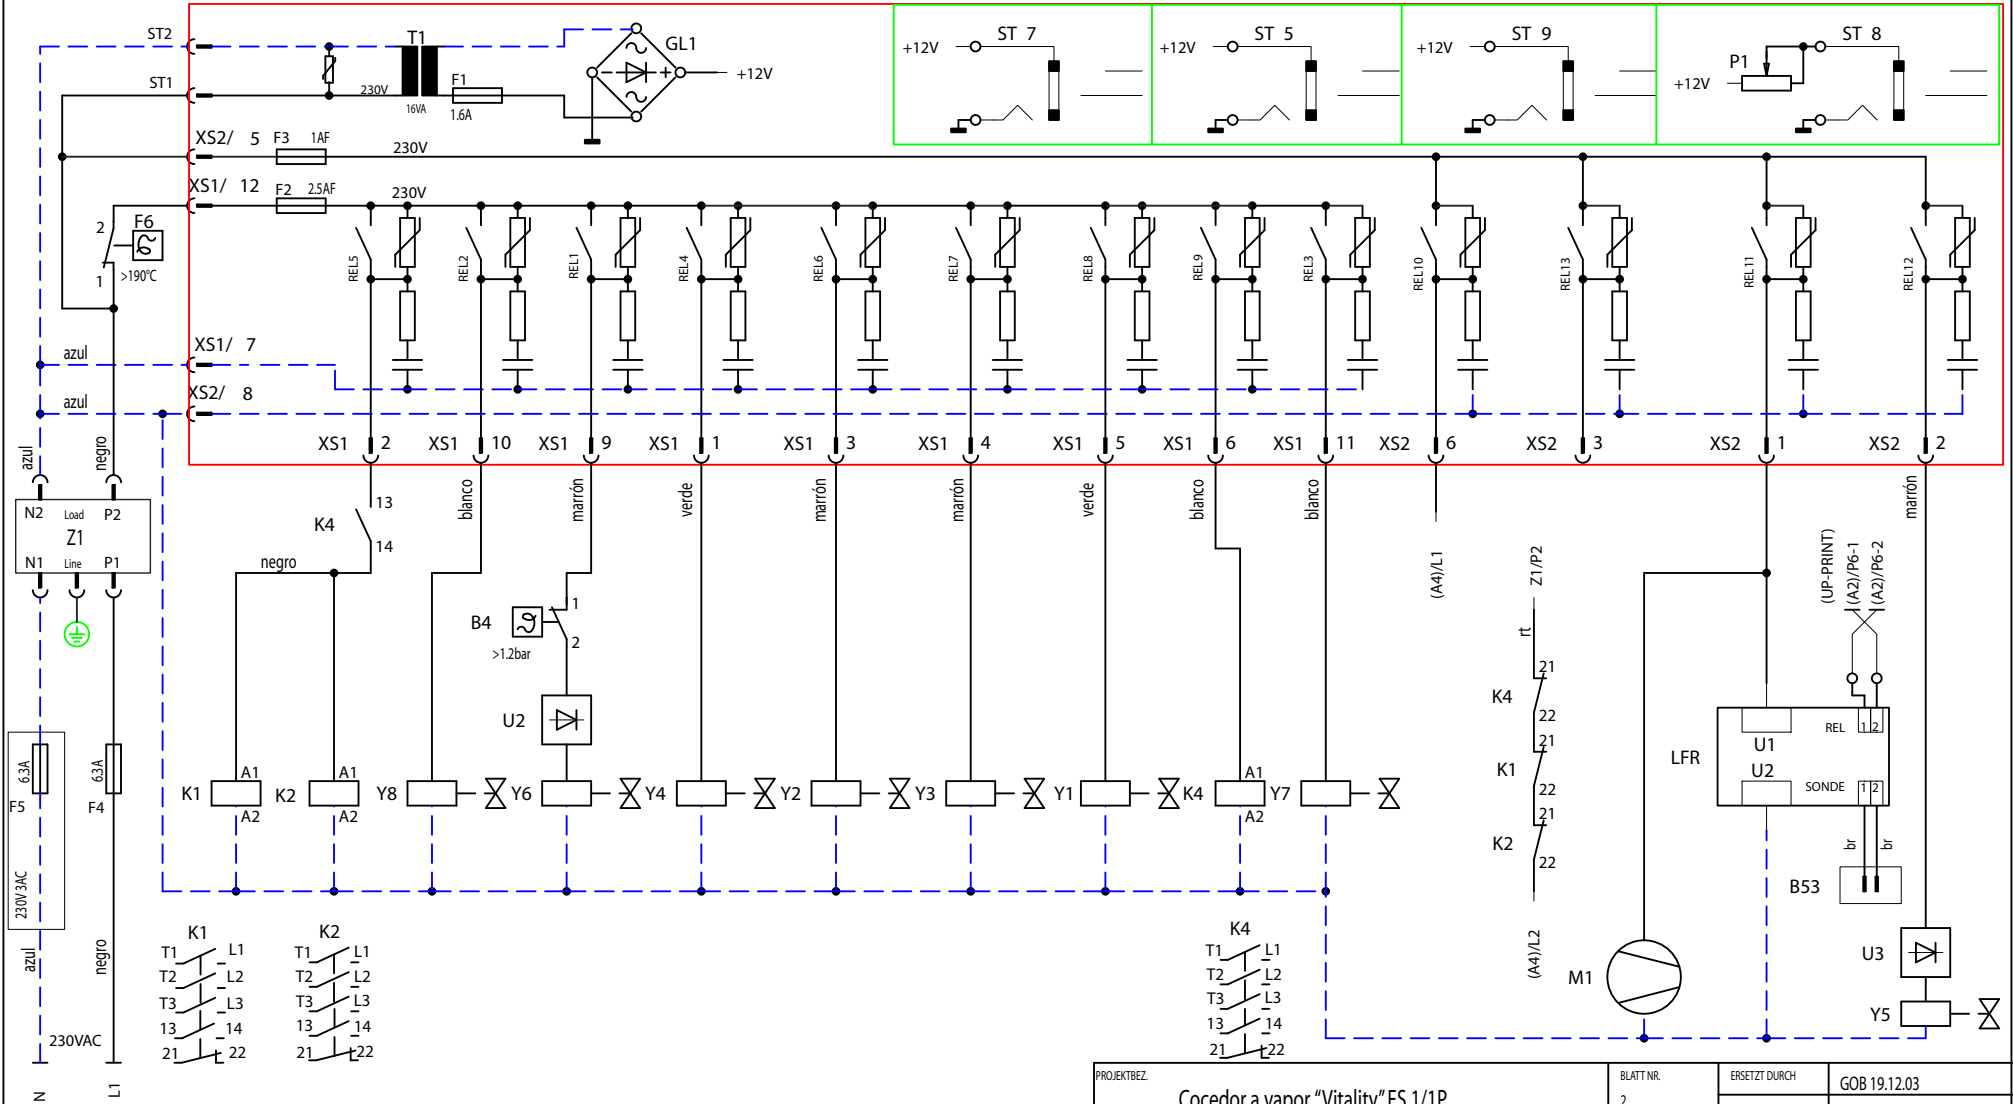 ST2
T1
GL1
ST 7
ST 5
ST 9
ST 8
+12V
+12V
+12V
P1
+12V
ST1
230V
16VA
F1
1.6A
+12V
XS2/ 5 F3 1AF
230V
XS1/ 12 F2 2.5AF
230V
2
F6
1
>190°C
REL5
REL2
REL1
REL4
REL6
REL7
REL8
REL9
REL3
REL10
REL13
REL11
REL12
azul
XS1/ 7
azul
XS2/ 8
azul
negro
XS1 2
XS1 10
XS1 9
XS1 1
XS1 3
XS1 4
XS1 5
XS1 6
XS1 11
XS2 6
XS2 3
XS2 1
XS2 2
N2 Load P2
Z1
N1 Line P1
blanco
marrón
verde
marrón
marrón
verde
blanco
blanco
marrón
13
K4
14
negro
B4
1
2
>1.2bar
U2
(A4)/L1
Z1/P2
rt
21
K4
22
21
K1
22
21
K2
22
(A4)/L2
(UP-PRINT)
(A2)/P6-1
(A2)/P6-2
REL 1 2
LFR
U1
U2
SONDE 1 2
br
br
B53
6.3A
F5
6.3A
F4
230V/ 3AC
azul
negro
K1
A1
A2
K2
A1
A2
Y8
Y6
Y4
Y2
Y3
Y1
K4
A1
A2
Y7
M1
U3
Y5
K1
T1 L1
T2 L2
T3 L3
13 14
21 22
K2
T1 L1
T2 L2
T3 L3
13 14
21 22
K4
T1 L1
T2 L2
T3 L3
13 14
21 22
230VAC
N
L1
PROJEKTBEZ.
Cocedor a vapor "Vitality" ES 1/1P
BLATT NR.
2
ERSETZT DURCH
GOB 19.12.03